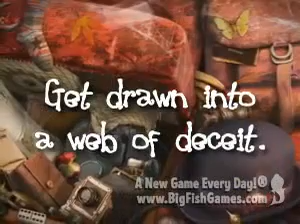 Get drawn into
a web of deceit.
A New Game Every Day!®
www.BigFishGames.com